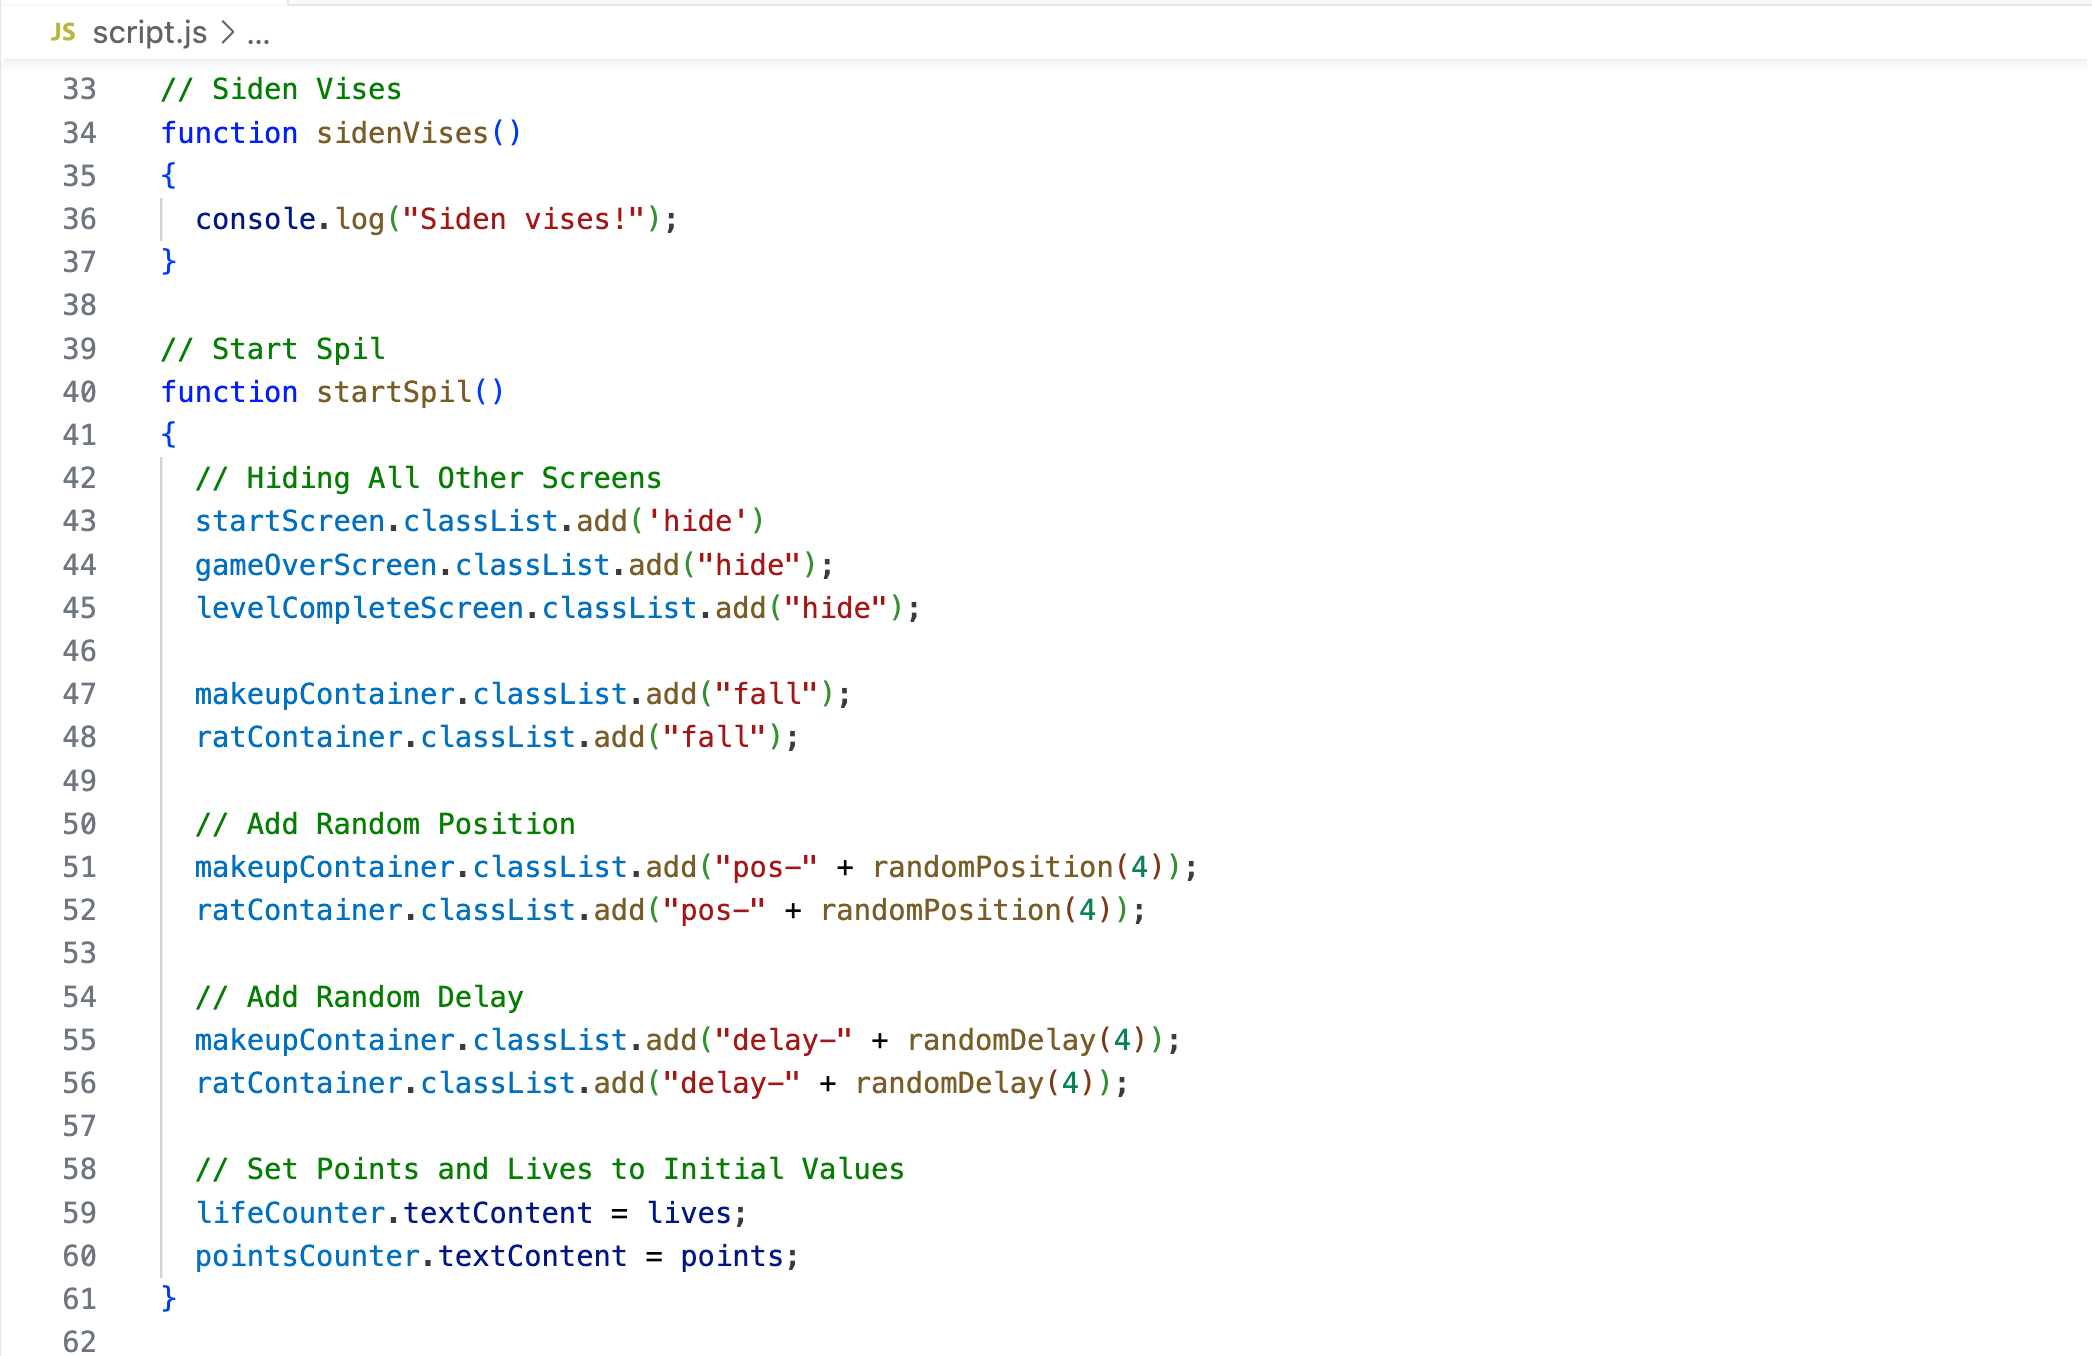 JS script.js > ...
33 // Siden Vises
34 function sidenVises()
35 {
36   console.log("Siden vises!");
37 }
38
39 // Start Spil
40 function startSpil()
41 {
42   // Hiding All Other Screens
43   startScreen.classList.add('hide')
44   gameOverScreen.classList.add("hide");
45   levelCompleteScreen.classList.add("hide");
46
47   makeupContainer.classList.add("fall");
48   ratContainer.classList.add("fall");
49
50   // Add Random Position
51   makeupContainer.classList.add("pos-" + randomPosition(4));
52   ratContainer.classList.add("pos-" + randomPosition(4));
53
54   // Add Random Delay
55   makeupContainer.classList.add("delay-" + randomDelay(4));
56   ratContainer.classList.add("delay-" + randomDelay(4));
57
58   // Set Points and Lives to Initial Values
59   lifeCounter.textContent = lives;
60   pointsCounter.textContent = points;
61 }
62